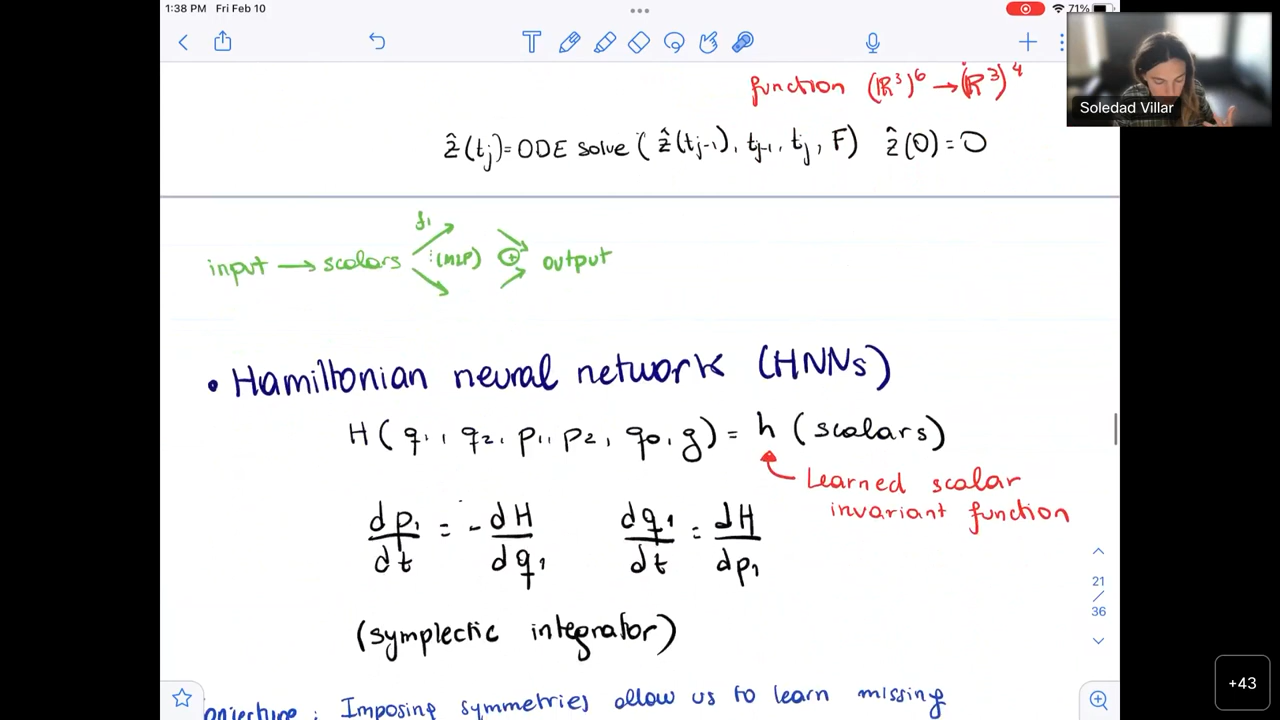 1:38 PM Fri Feb 10
71%
Soledad Villar
function (ℝ³)⁶ → (ℝ³)⁴
ẑ(tj) = ODE solve (ẑ(tj-1), tj-1, tj, F) ẑ(0) = 0
f1
input → scalars ⋮ (MLP) ⊕ output
• Hamiltonian neural network (HNNs)
H(q1, q2, p1, p2, q0, g) = h (scalars)
Learned scalar
invariant function
dp1/dt = - dH/dq1 dq1/dt = dH/dp1
(symplectic integrator)
21
/
36
onjecture: Imposing symmetries allow us to learn missing
+43